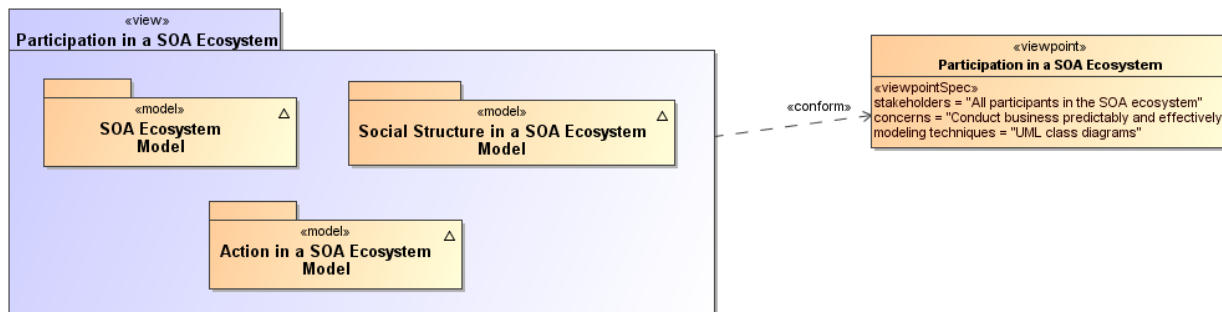 «view»
Participation in a SOA Ecosystem
«model»
SOA Ecosystem
Model
«model»
Social Structure in a SOA Ecosystem
Model
«model»
Action in a SOA Ecosystem
Model
«conform»
«viewpoint»
Participation in a SOA Ecosystem
«viewpointSpec»
stakeholders = "All participants in the SOA ecosystem"
concerns = "Conduct business predictably and effectively
modeling techniques = "UML class diagrams"